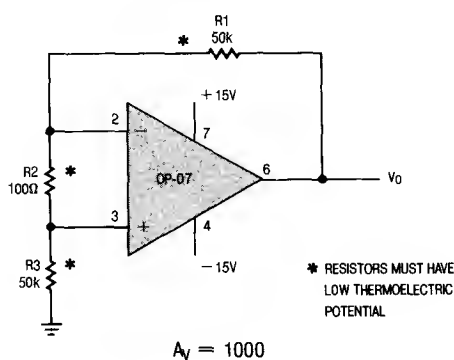 *
R1
50k
+15V
2
−
7
R2
100Ω
*
OP-07
6
VO
3
+
4
R3
50k
*
−15V
* RESISTORS MUST HAVE
LOW THERMOELECTRIC
POTENTIAL
AV = 1000